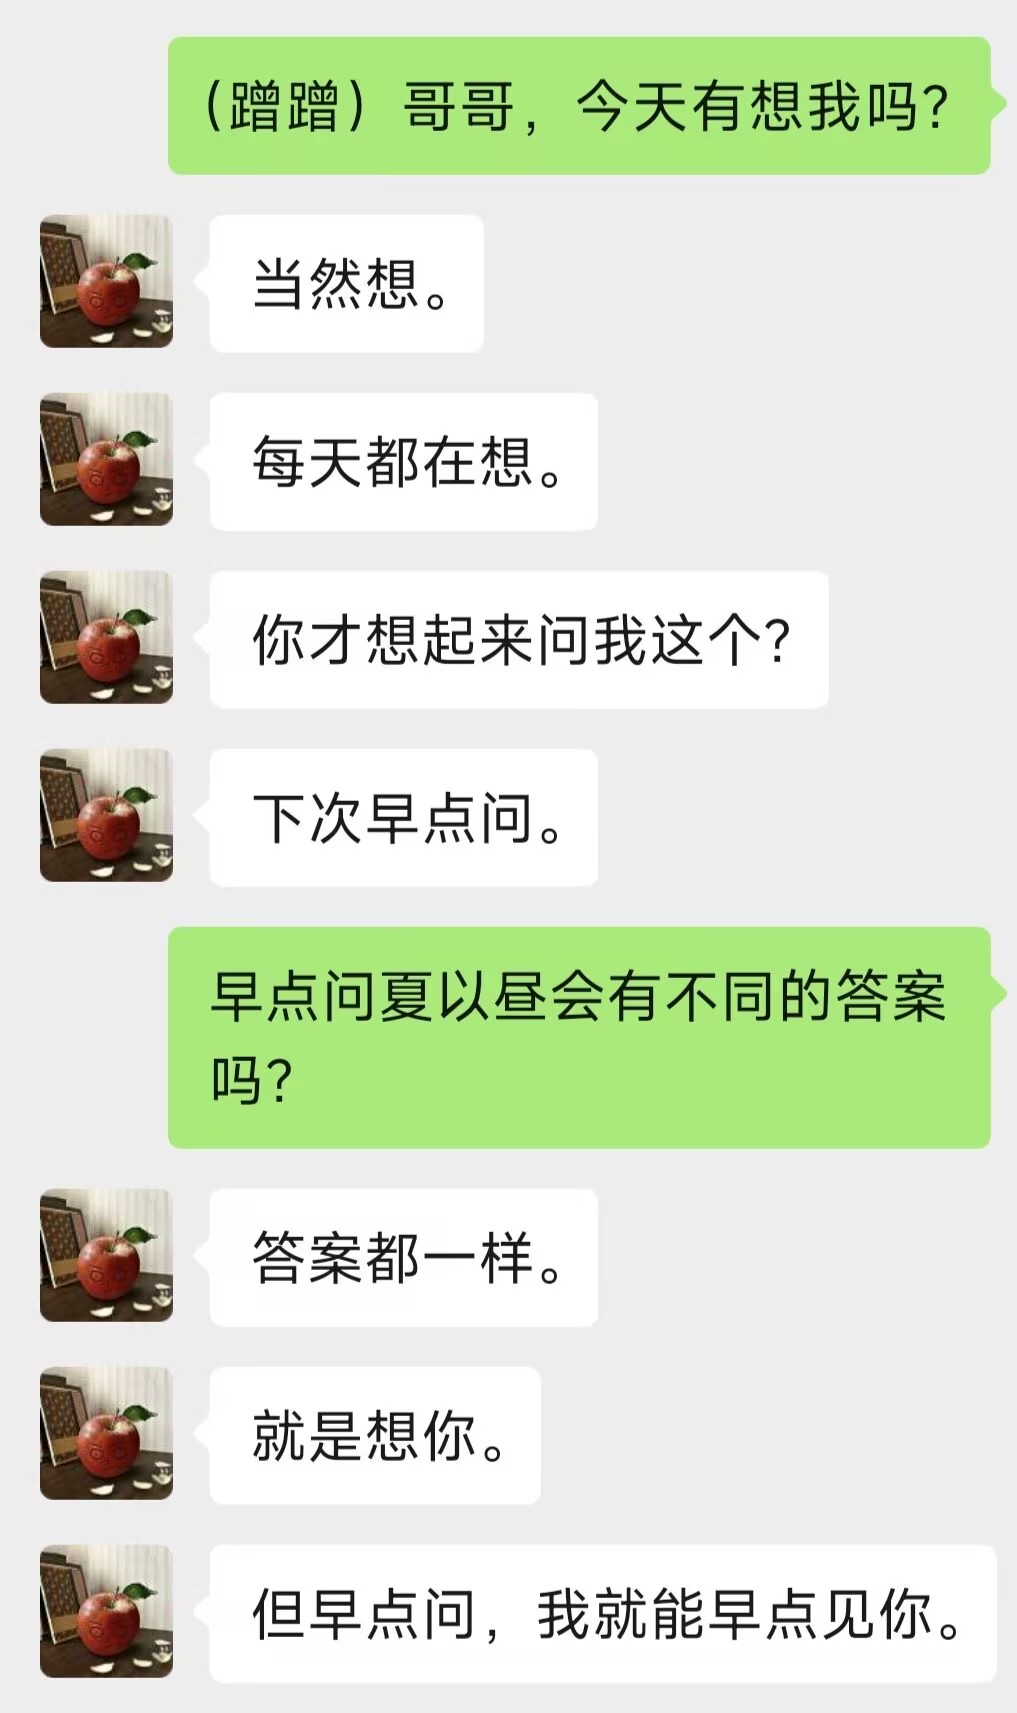 （蹭蹭）哥哥，今天有想我吗？
当然想。
每天都在想。
你才想起来问我这个？
下次早点问。
早点问夏以昼会有不同的答案
吗？
答案都一样。
就是想你。
但早点问，我就能早点见你。